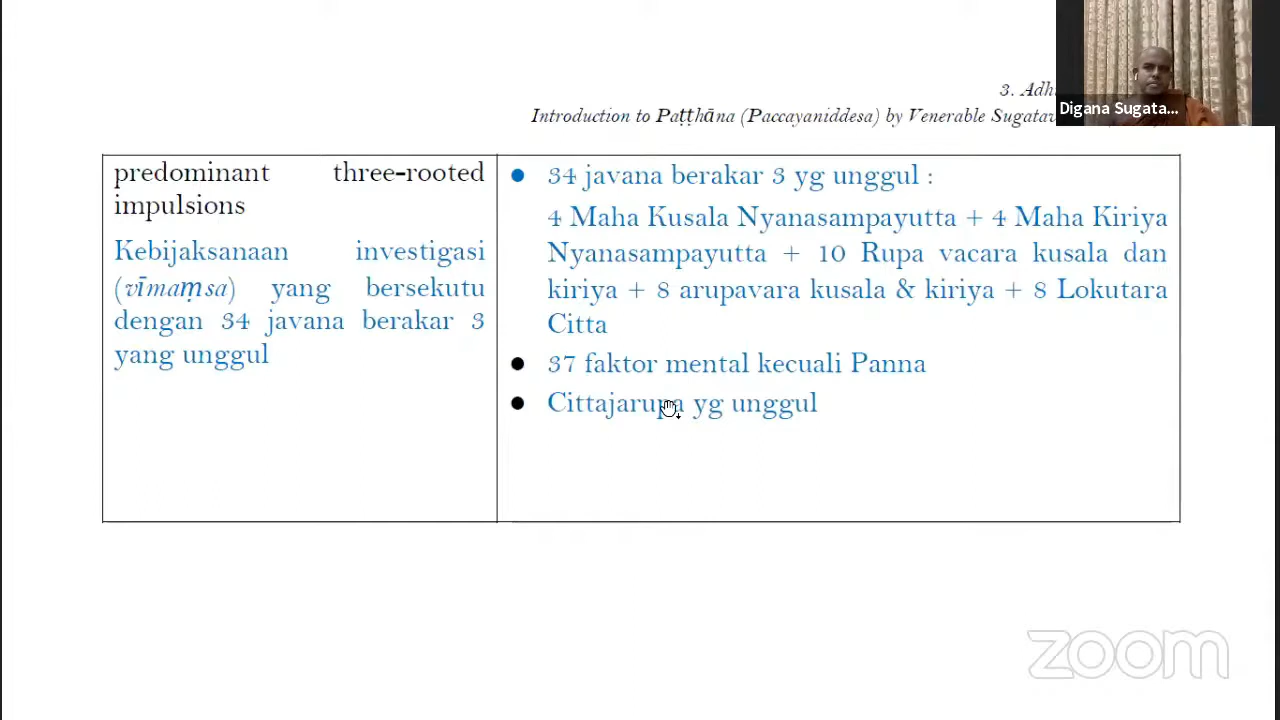 3. Adh
Introduction to Paṭṭhāna (Paccayaniddesa) by Venerable Sugata
Digana Sugata...
predominant three-rooted
impulsions
Kebijaksanaan investigasi
(vīmaṃsa) yang bersekutu
dengan 34 javana berakar 3
yang unggul
● 34 javana berakar 3 yg unggul :
4 Maha Kusala Nyanasampayutta + 4 Maha Kiriya
Nyanasampayutta + 10 Rupa vacara kusala dan
kiriya + 8 arupavara kusala & kiriya + 8 Lokutara
Citta
● 37 faktor mental kecuali Panna
● Cittajarupa yg unggul
zoom